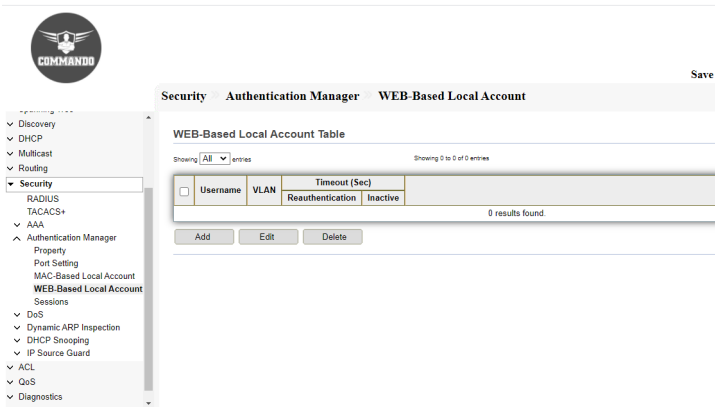 COMMANDO
Save
Security » Authentication Manager » WEB-Based Local Account
Discovery
DHCP
Multicast
Routing
Security
RADIUS
TACACS+
AAA
Authentication Manager
Property
Port Setting
MAC-Based Local Account
WEB-Based Local Account
Sessions
DoS
Dynamic ARP Inspection
DHCP Snooping
IP Source Guard
ACL
QoS
Diagnostics
WEB-Based Local Account Table
Showing All entries
Showing 0 to 0 of 0 entries
Username VLAN Timeout (Sec)
Reauthentication Inactive
0 results found.
Add Edit Delete